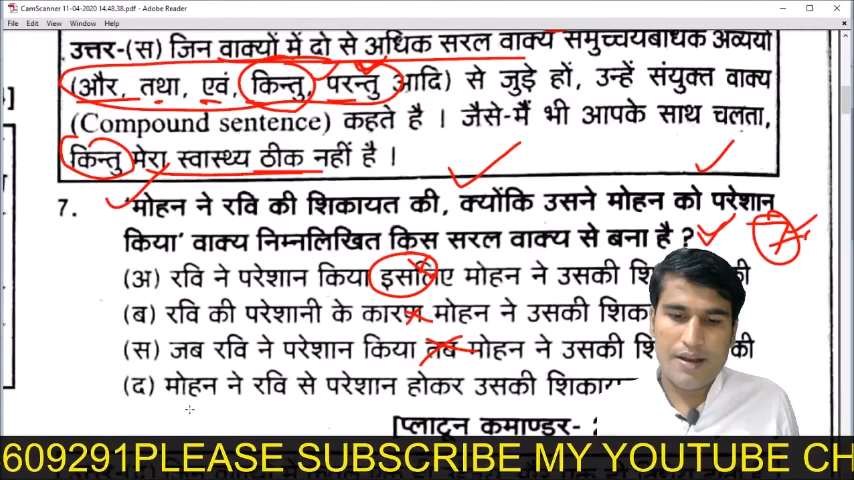 CamScanner 11-04-2020 14.48.38.pdf - Adobe Reader
File Edit View Window Help
उत्तर-(स) जिन वाक्यों में दो से अधिक सरल वाक्य समुच्चयबोधक अव्ययों
(और, तथा, एवं, किन्तु, परन्तु आदि) से जुड़े हों, उन्हें संयुक्त वाक्य
(Compound sentence) कहते है । जैसे-मैं भी आपके साथ चलता,
किन्तु मेरा स्वास्थ्य ठीक नहीं है ।
7. 'मोहन ने रवि की शिकायत की, क्योंकि उसने मोहन को परेशान
किया' वाक्य निम्नलिखित किस सरल वाक्य से बना है ?
(अ) रवि ने परेशान किया इसलिए मोहन ने उसकी की
(ब) रवि की परेशानी के कारण मोहन ने उसकी
(स) जब रवि ने परेशान किया तब मोहन ने उसकी की
(द) मोहन ने रवि से परेशान होकर उसकी
[प्लाटून कमाण्डर-
609291PLEASE SUBSCRIBE MY YOUTUBE CH